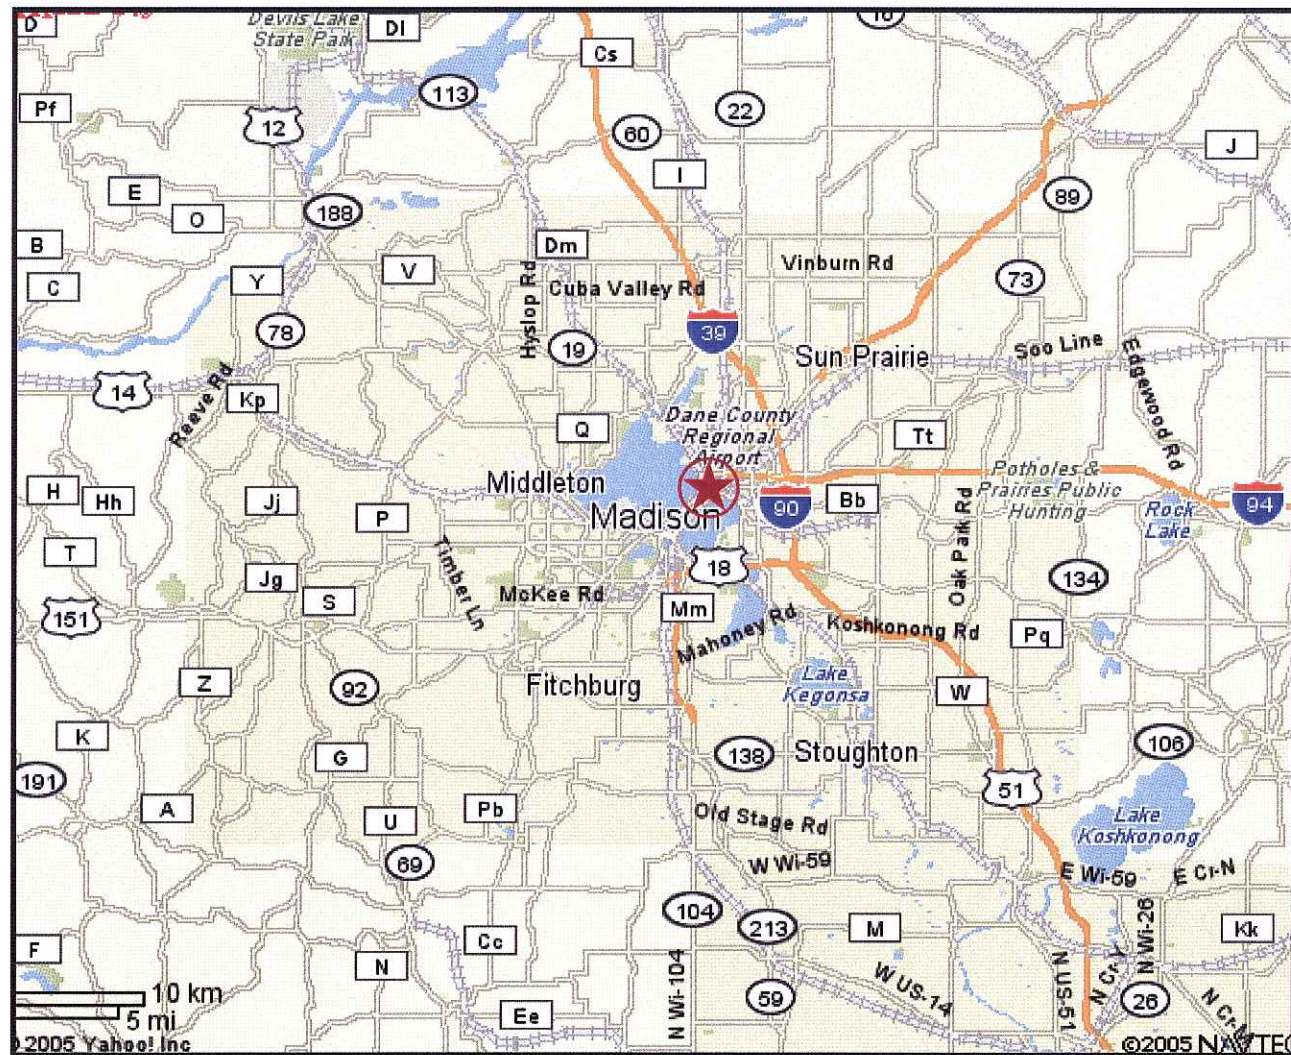 D
Devils Lake
State Park
Dl
Cs
16
Pf
113
22
12
60
J
I
E
O
188
89
B
Dm
Vinburn Rd
V
C
Y
Cuba Valley Rd
73
Hyslop Rd
78
39
19
Sun Prairie
Soo Line
Edgewood Rd
14
Reeve Rd
Kp
Dane County
Regional
Airport
Q
Tt
Potholes &
Prairies Public
Hunting
Middleton
H
Hh
Jj
P
Madison
90
Bb
Oak Park Rd
Rock
Lake
94
T
Timber Ln
18
134
Jg
S
McKee Rd
Mm
151
Mahoney Rd
Koshkonong Rd
Pq
Z
92
Fitchburg
Lake
Kegonsa
W
K
G
138
Stoughton
106
191
A
U
Pb
Old Stage Rd
51
Lake
Koshkonong
69
W Wi-59
E Wi-59
E Cr-N
104
213
M
N Wi-26
Kk
F
N
Cc
N Wi-104
W US-14
N US-51
N Cr-Y
10 km
5 mi
Ee
59
26
N Cr-M
©2005 Yahoo! Inc
©2005 NAVTEQ